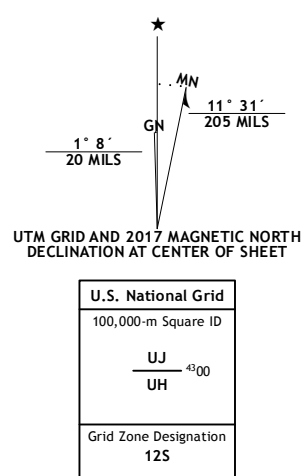 ★
MN
11° 31´
205 MILS
GN
1° 8´
20 MILS
UTM GRID AND 2017 MAGNETIC NORTH
DECLINATION AT CENTER OF SHEET
U.S. National Grid
100,000-m Square ID
UJ
4300
UH
Grid Zone Designation
12S